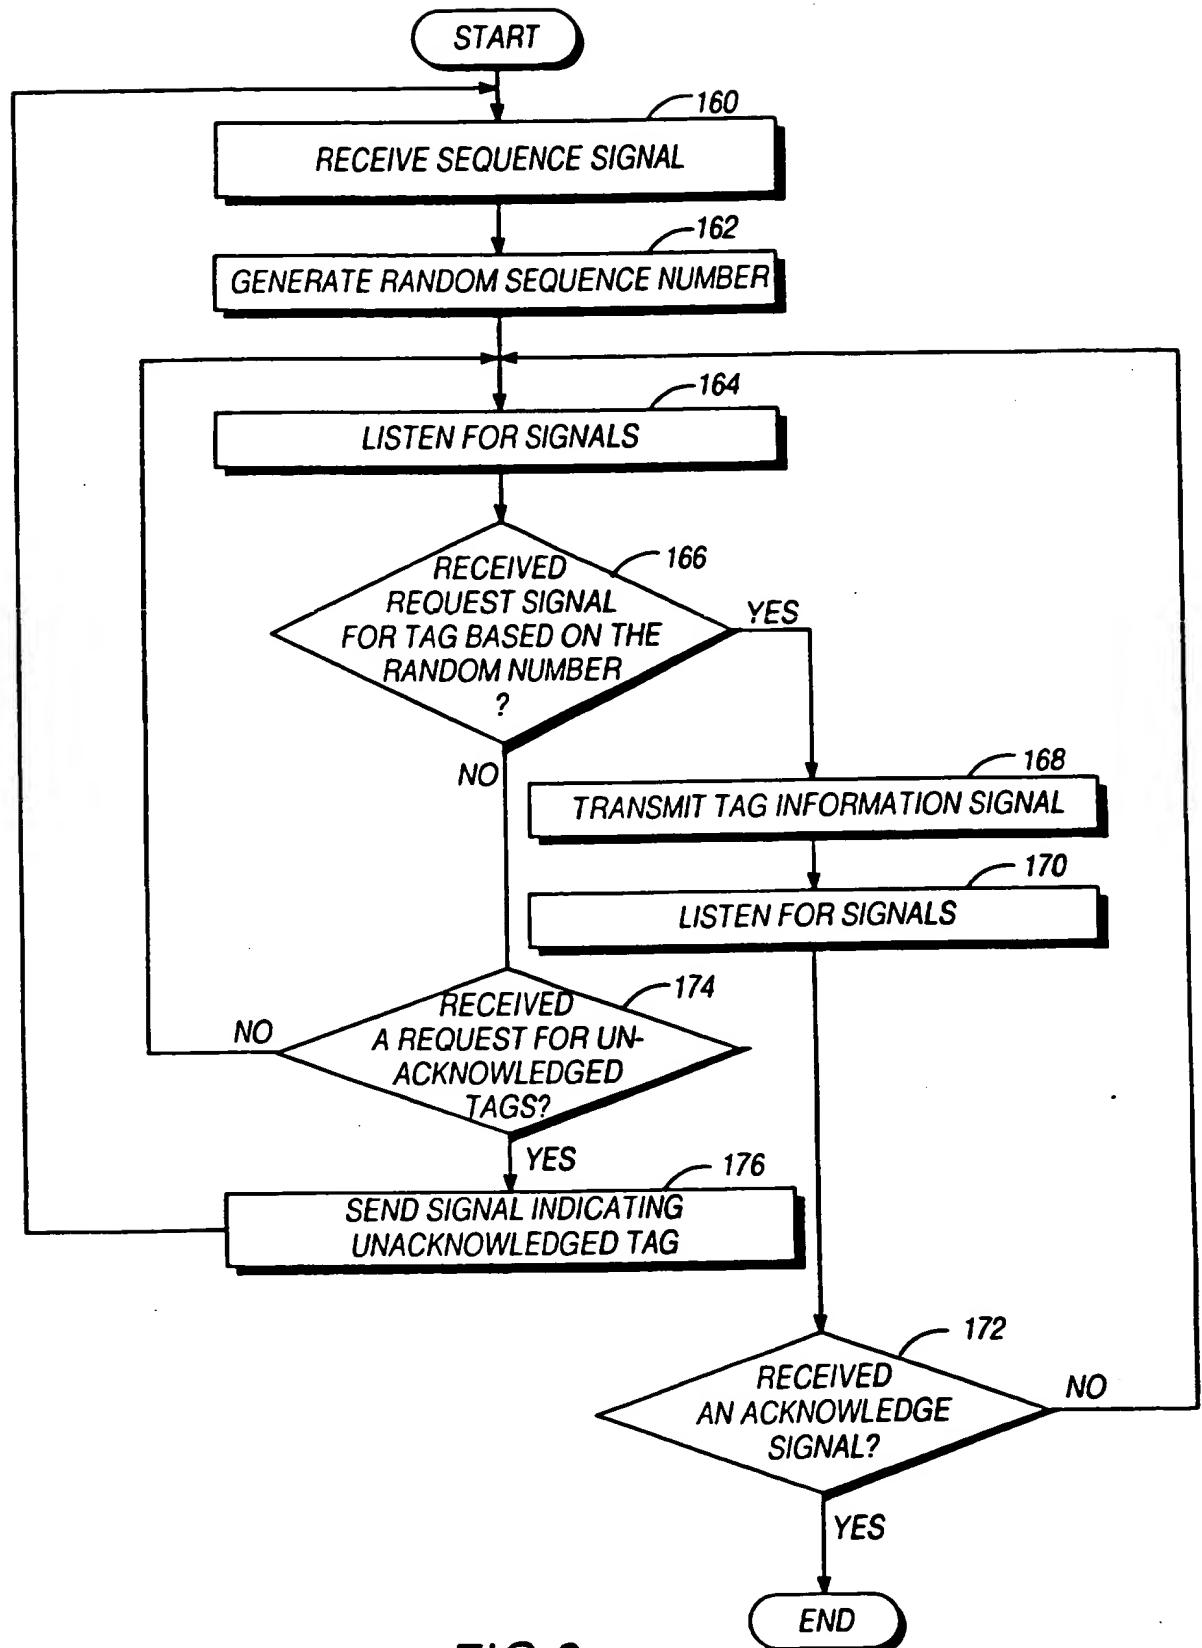 START
160
RECEIVE SEQUENCE SIGNAL
162
GENERATE RANDOM SEQUENCE NUMBER
164
LISTEN FOR SIGNALS
166
RECEIVED
REQUEST SIGNAL
FOR TAG BASED ON THE
RANDOM NUMBER
?
YES
NO
168
TRANSMIT TAG INFORMATION SIGNAL
170
LISTEN FOR SIGNALS
174
RECEIVED
A REQUEST FOR UN-
ACKNOWLEDGED
TAGS?
NO
YES
176
SEND SIGNAL INDICATING
UNACKNOWLEDGED TAG
172
RECEIVED
AN ACKNOWLEDGE
SIGNAL?
NO
YES
END